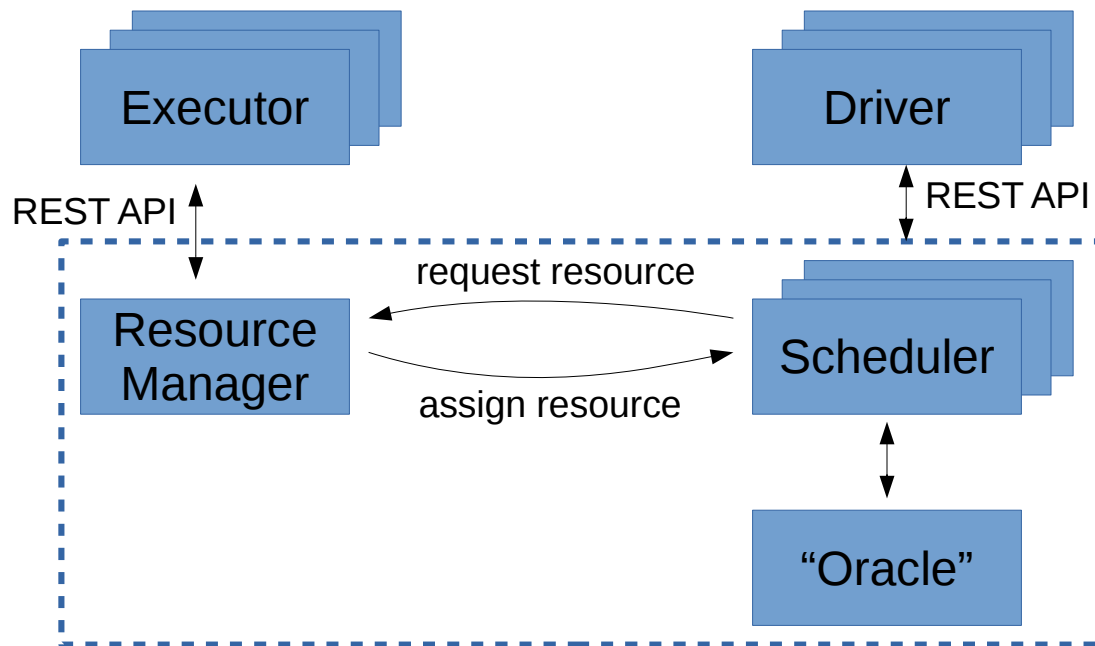 Executor
Driver
REST API
REST API
request resource
Resource
Manager
Scheduler
assign resource
“Oracle”